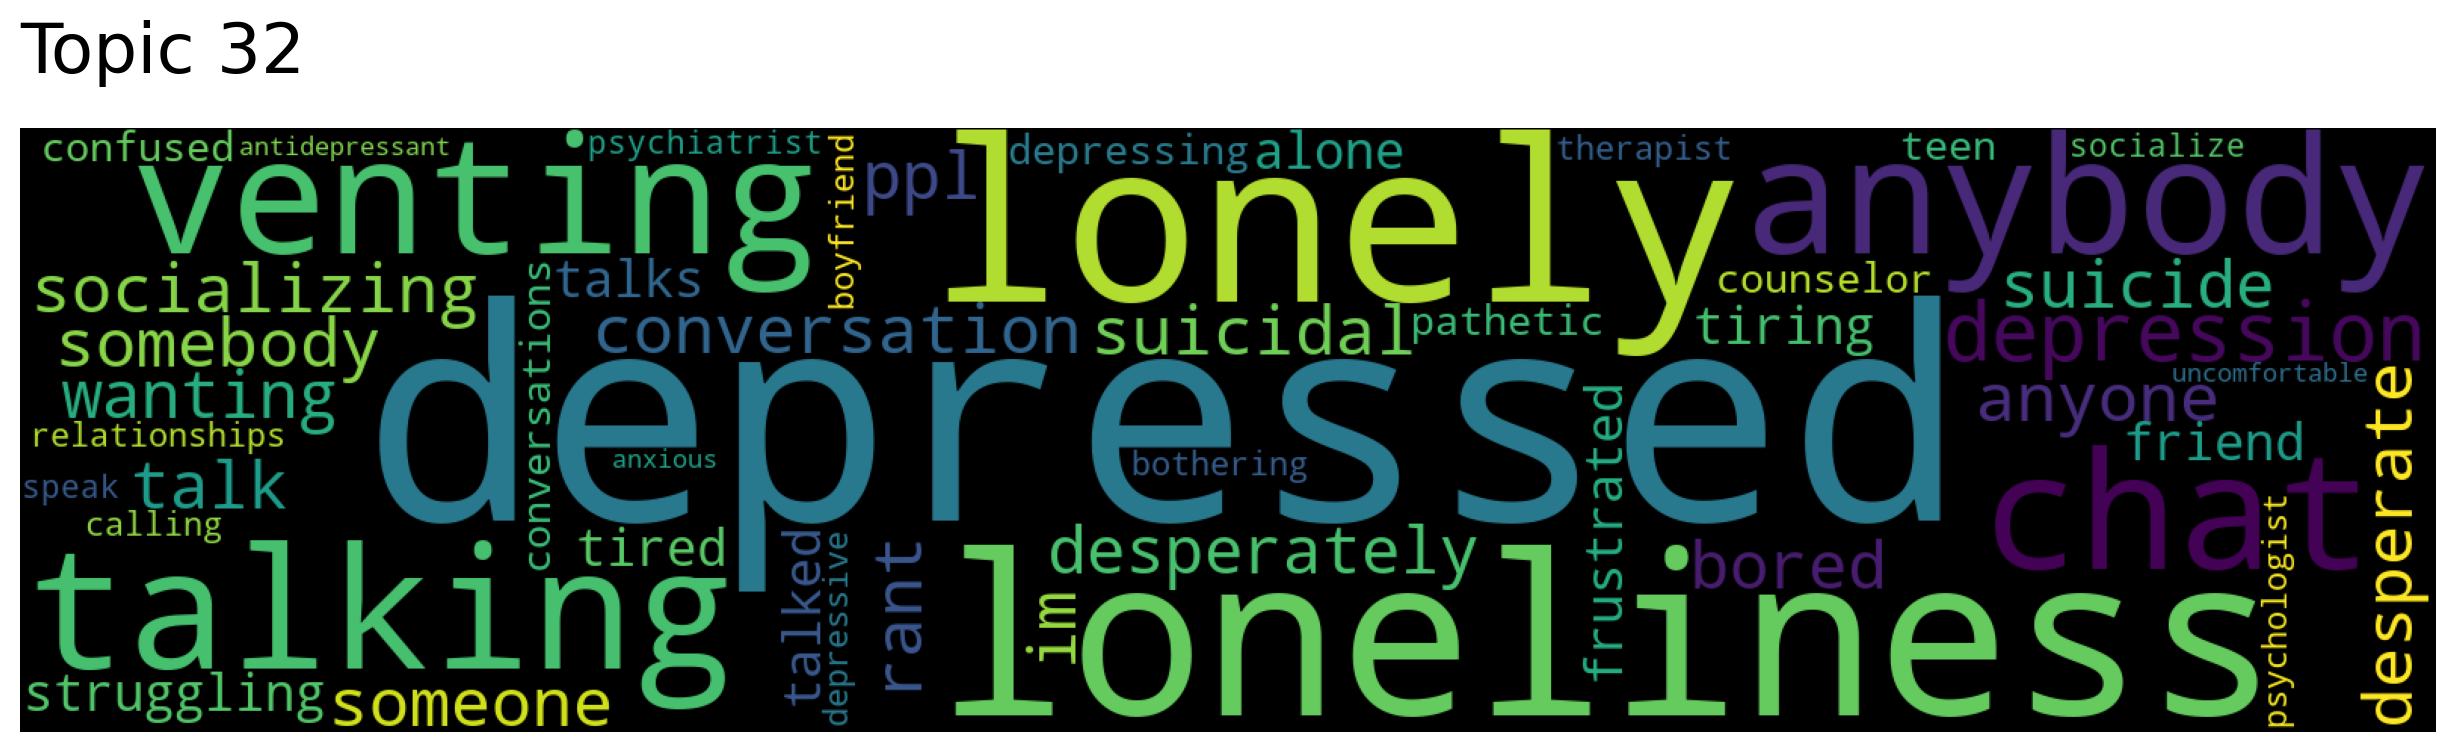 Topic 32
confused
antidepressant
venting
psychiatrist
boyfriend
ppl
lonely
depressing
alone
therapist
anybody
teen
socialize
socializing
conversations
talks
counselor
suicide
somebody
conversation
suicidal
pathetic
tiring
depression
wanting
depressed
uncomfortable
anyone
relationships
anxious
bothering
frustrated
friend
desperate
speak
talk
chat
calling
talking
tired
talked
depressive
rant
desperately
im
loneliness
bored
psychologist
struggling
someone